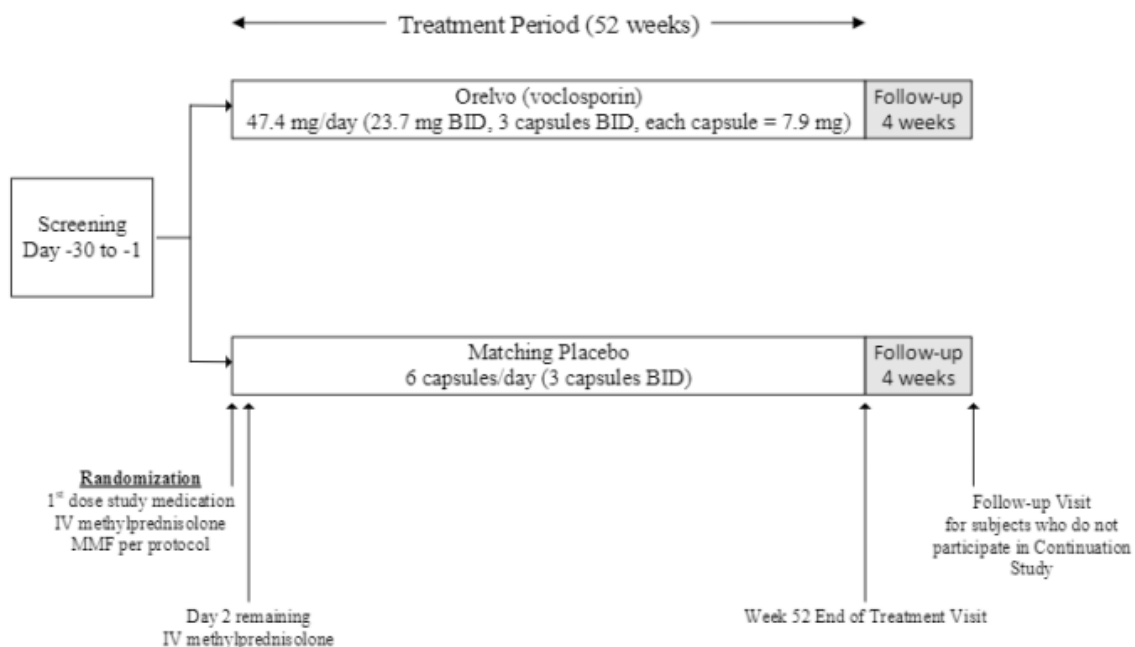 Treatment Period (52 weeks)
Orelvo (voclosporin)
47.4 mg/day (23.7 mg BID, 3 capsules BID, each capsule = 7.9 mg)
Follow-up
4 weeks
Screening
Day -30 to -1
Matching Placebo
6 capsules/day (3 capsules BID)
Follow-up
4 weeks
Randomization
1st dose study medication
IV methylprednisolone
MMF per protocol
Follow-up Visit
for subjects who do not
participate in Continuation
Study
Day 2 remaining
IV methylprednisolone
Week 52 End of Treatment Visit